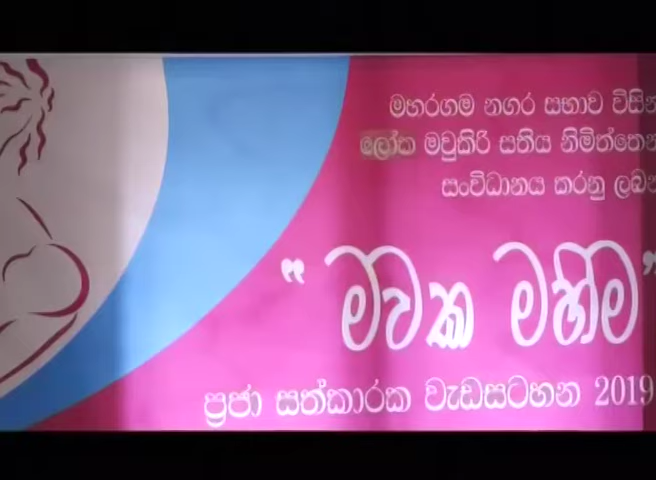 මහරගම නගර සභාව විසින්
ලෝක මවුකිරි සතිය නිමිත්තෙන්
සංවිධානය කරනු ලබන
“මවක මහිම”
ප්‍රජා සත්කාරක වැඩසටහන 2019